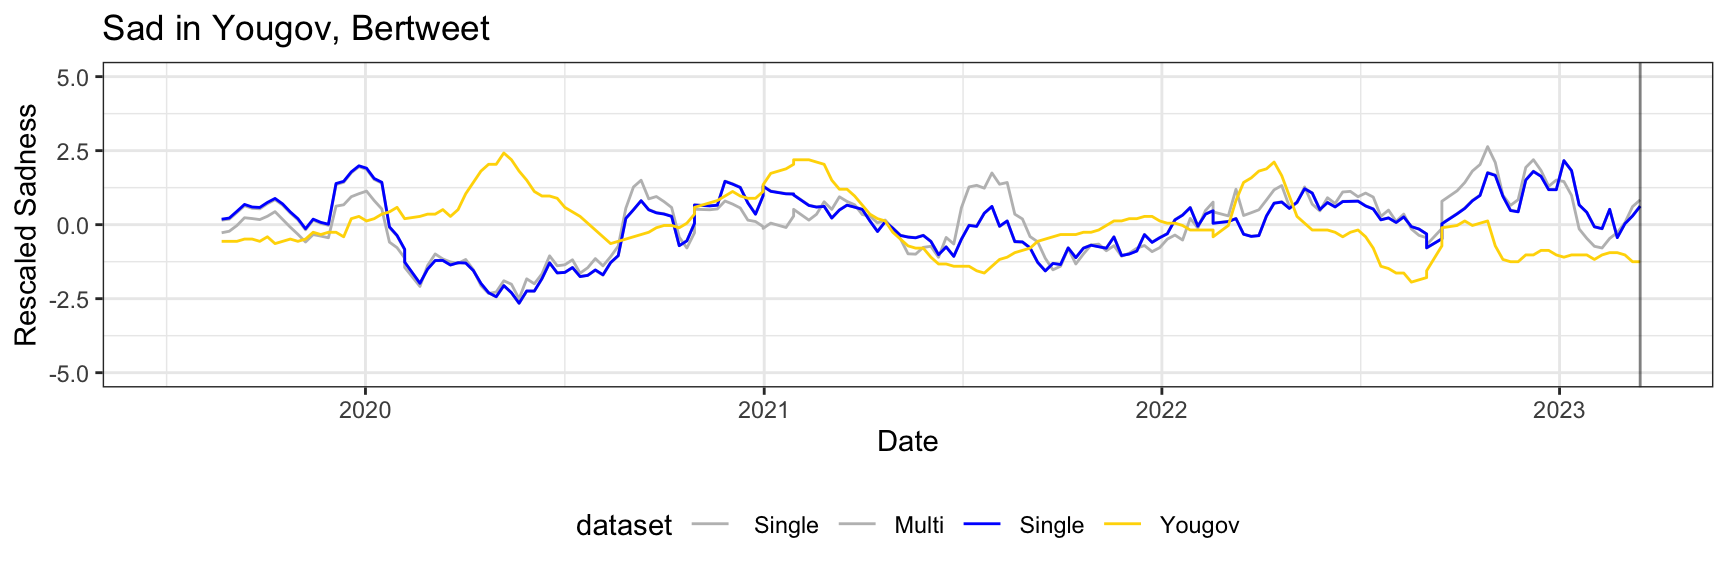 Sad in Yougov, Bertweet
Rescaled Sadness
5.0
2.5
0.0
-2.5
-5.0
2020 2021 2022 2023
Date
dataset Single Multi Single Yougov